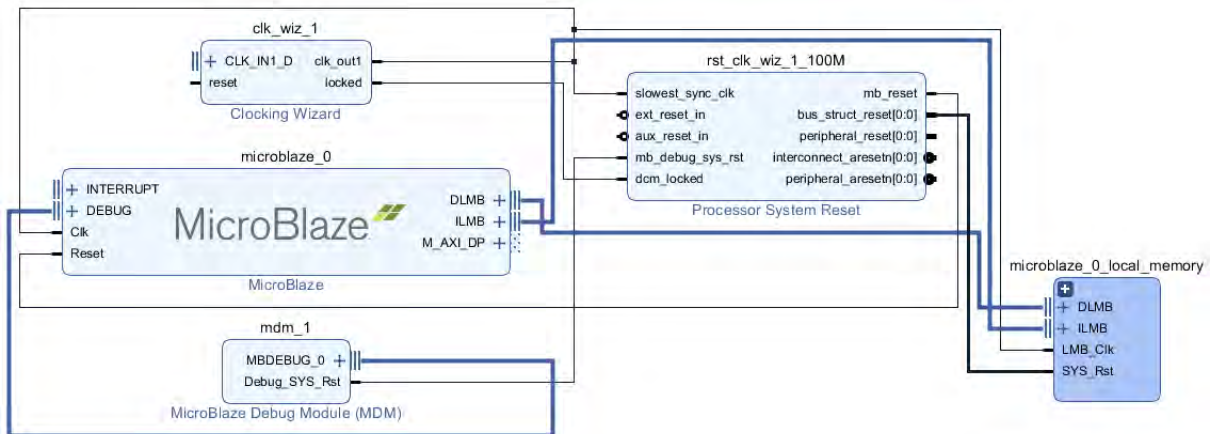 clk_wiz_1
CLK_IN1_D
clk_out1
reset
locked
Clocking Wizard
rst_clk_wiz_1_100M
slowest_sync_clk
mb_reset
ext_reset_in
bus_struct_reset[0:0]
aux_reset_in
peripheral_reset[0:0]
mb_debug_sys_rst
interconnect_aresetn[0:0]
dcm_locked
peripheral_aresetn[0:0]
Processor System Reset
microblaze_0
INTERRUPT
DEBUG
Clk
Reset
MicroBlaze
DLMB
ILMB
M_AXI_DP
MicroBlaze
microblaze_0_local_memory
DLMB
ILMB
LMB_Clk
SYS_Rst
mdm_1
MBDEBUG_0
Debug_SYS_Rst
MicroBlaze Debug Module (MDM)